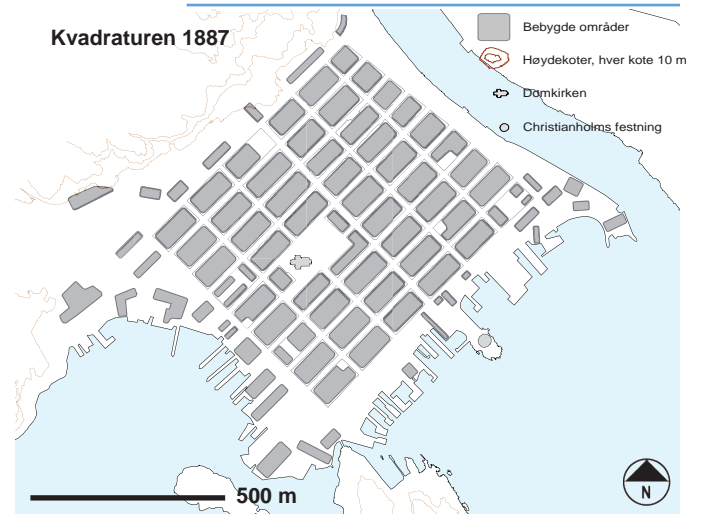 Kvadraturen 1887
Bebygde områder
Høydekoter, hver kote 10 m
Domkirken
Christianholms festning
500 m
N